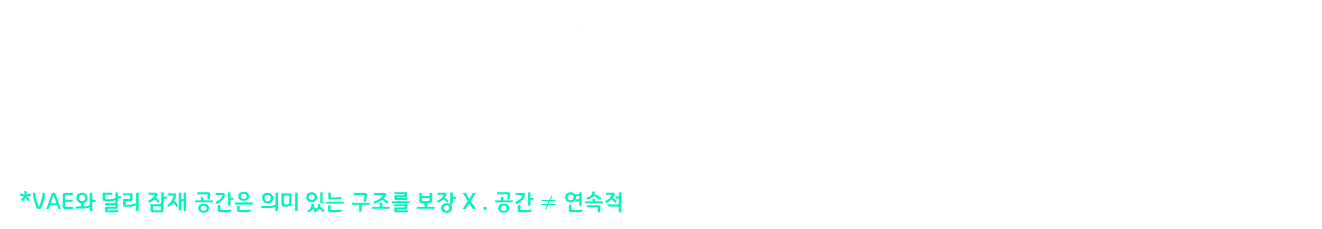 *VAE와 달리 잠재 공간은 의미 있는 구조를 보장 X . 공간 ≠ 연속적